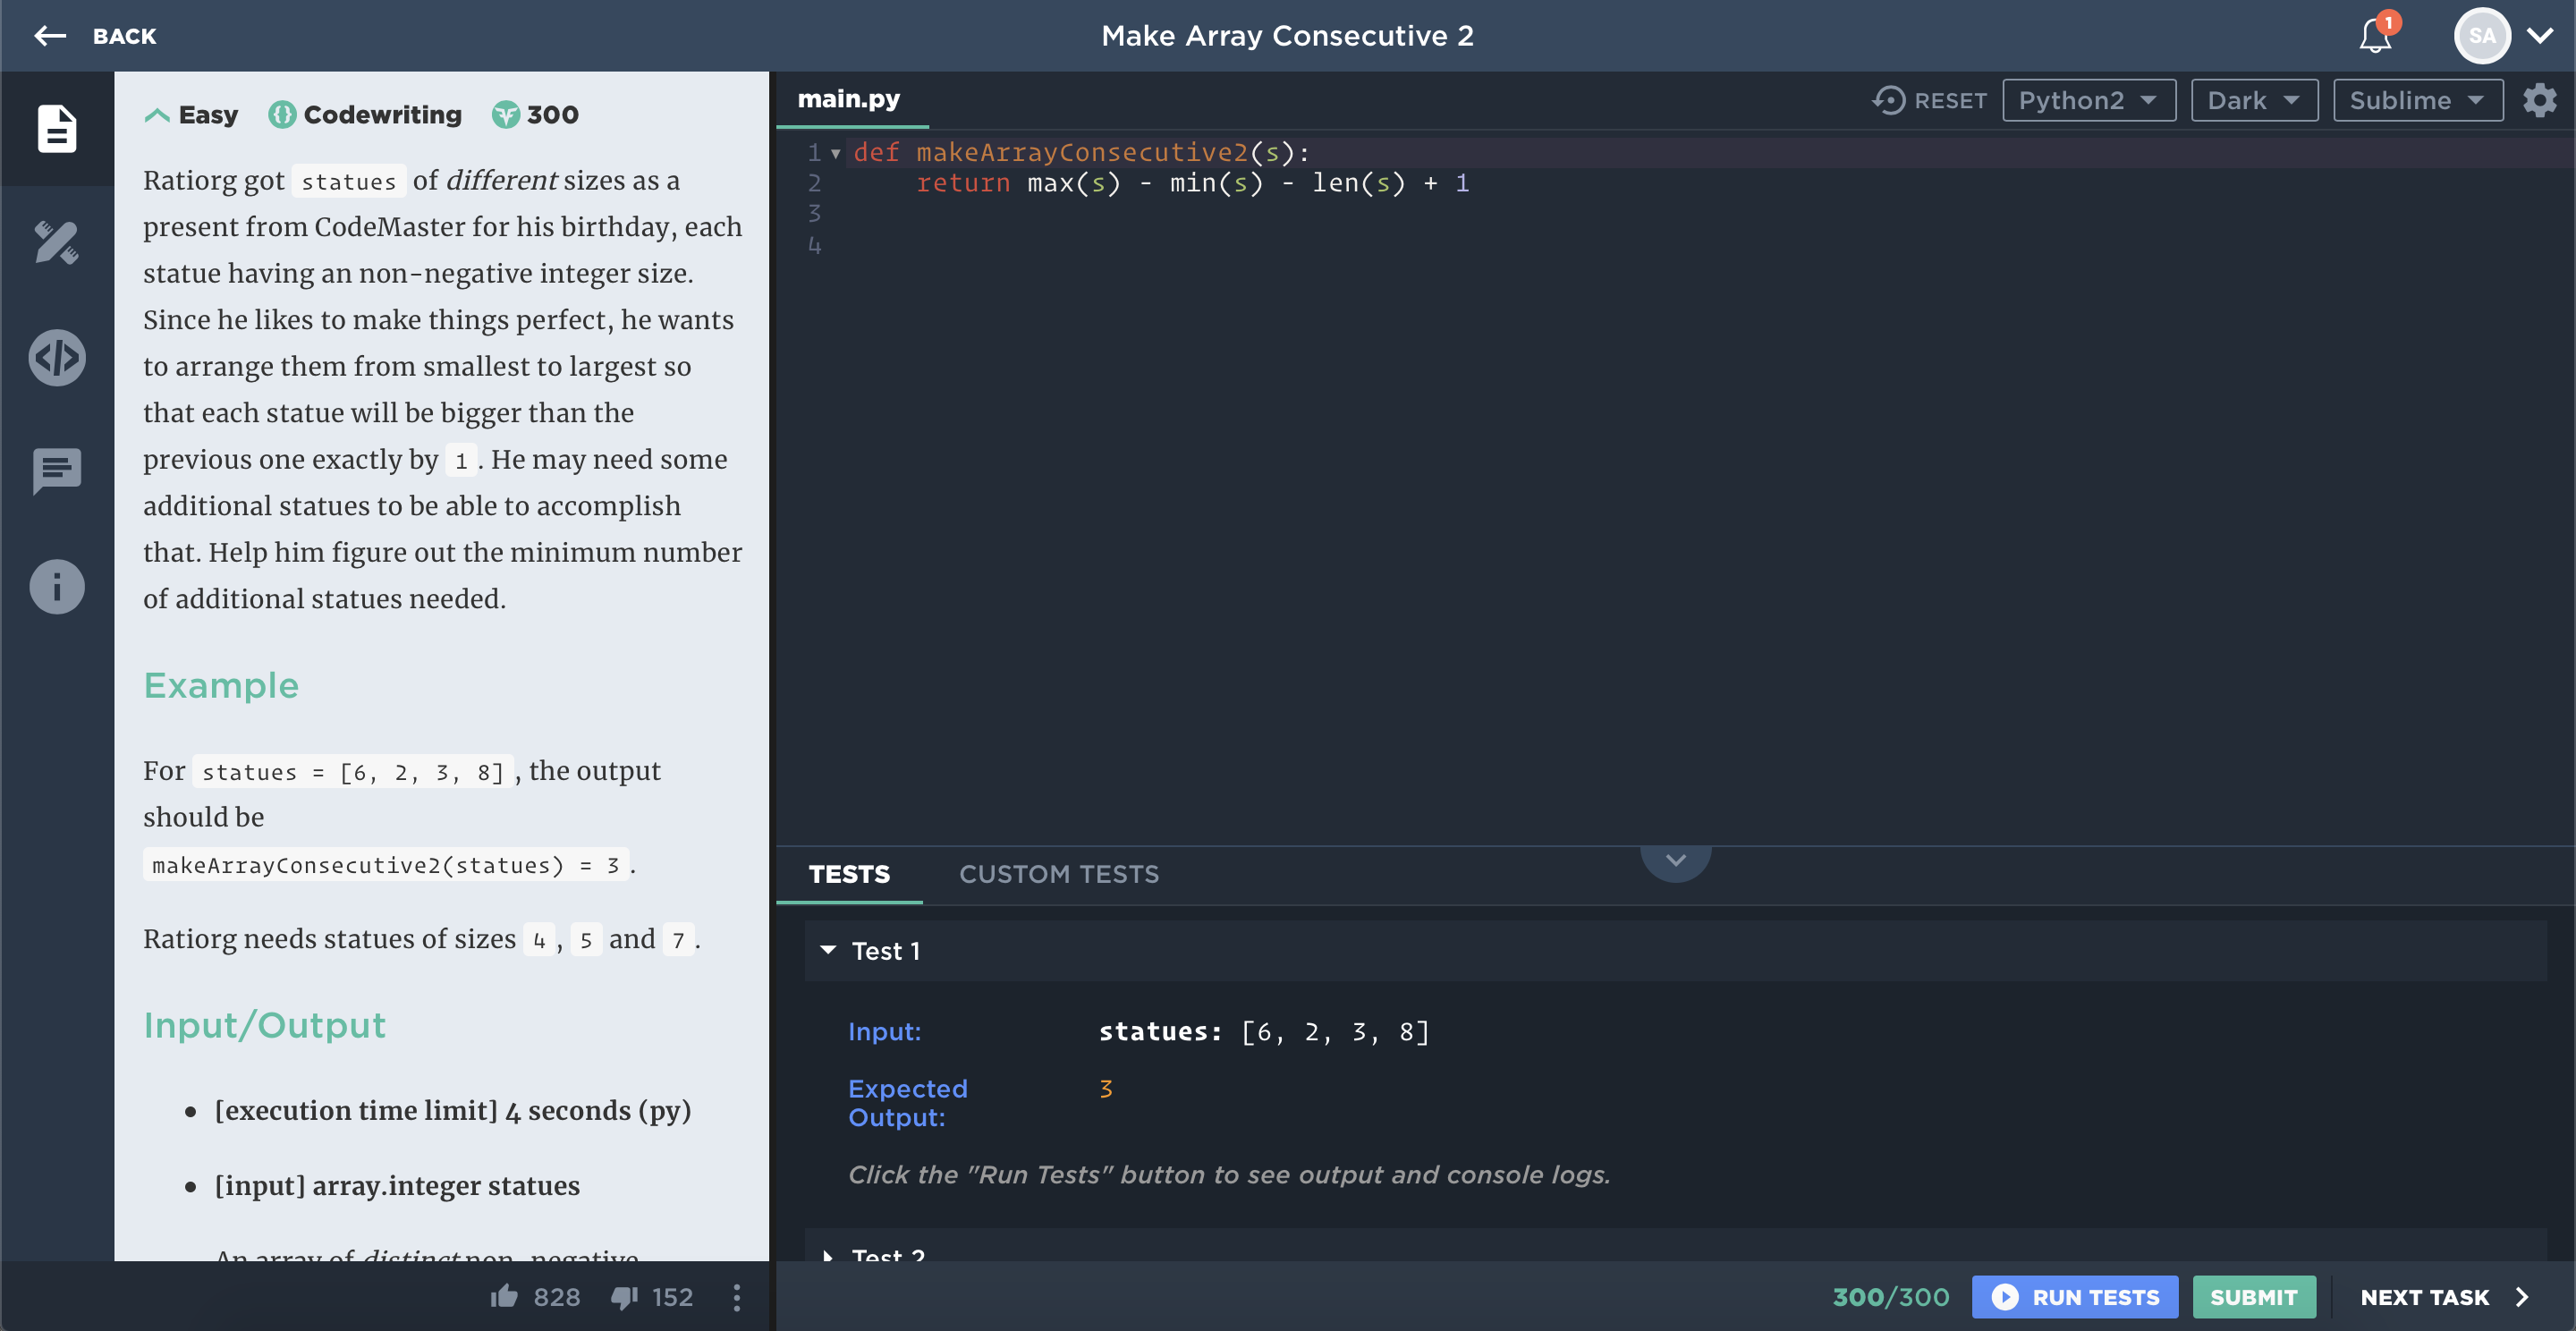 BACK
Make Array Consecutive 2
1
SA
Easy Codewriting 300
Ratiorg got statues of different sizes as a
present from CodeMaster for his birthday, each
statue having an non-negative integer size.
Since he likes to make things perfect, he wants
to arrange them from smallest to largest so
that each statue will be bigger than the
previous one exactly by 1. He may need some
additional statues to be able to accomplish
that. Help him figure out the minimum number
of additional statues needed.
Example
For statues = [6, 2, 3, 8], the output
should be
makeArrayConsecutive2(statues) = 3.
Ratiorg needs statues of sizes 4, 5 and 7.
Input/Output
• [execution time limit] 4 seconds (py)
• [input] array.integer statues
An array of distinct non-negative
828 152
main.py
RESET Python2 Dark Sublime
1 def makeArrayConsecutive2(s):
2 return max(s) - min(s) - len(s) + 1
3
4
TESTS CUSTOM TESTS
Test 1
Input: statues: [6, 2, 3, 8]
Expected 3
Output:
Click the "Run Tests" button to see output and console logs.
Test 2
300/300 RUN TESTS SUBMIT NEXT TASK